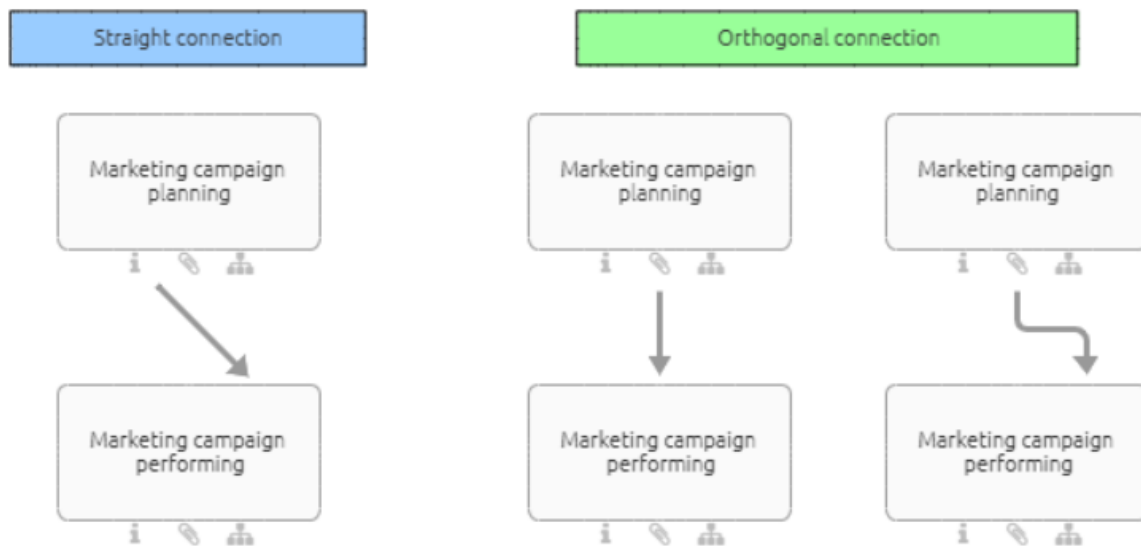 Straight connection
Orthogonal connection
Marketing campaign
planning
Marketing campaign
planning
Marketing campaign
planning
Marketing campaign
performing
Marketing campaign
performing
Marketing campaign
performing